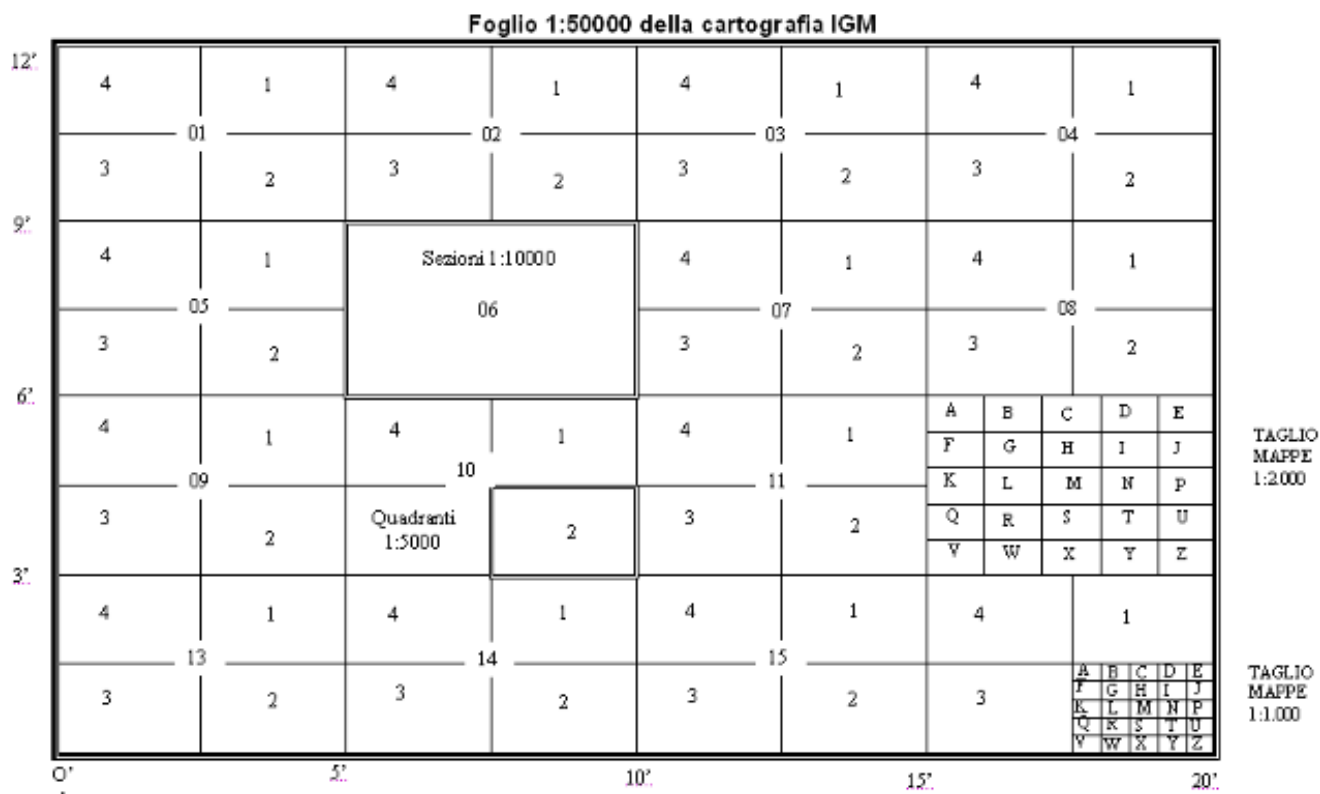 Foglio 1:50000 della cartografia IGM
12'
4 1 4 1 4 1 4 1
01 02 03 04
3 2 3 2 3 2 3 2
9'
4 1 Sezioni 1:10000 4 1 4 1
05 06 07 08
3 2 3 2 3 2
6'
4 1 4 1 4 1 A B C D E
F G H I J
TAGLIO
MAPPE
1:2.000
09 10 11 K L M N P
3 2 Quadranti 2 3 2 Q R S T U
1:5000
V W X Y Z
3'
4 1 4 1 4 1 4 1
13 14 15
3 2 3 2 3 2 3 A B C D E
F G H I J
K L M N P
Q R S T U
V W X Y Z
TAGLIO
MAPPE
1:1.000
O' 5' 10' 15' 20'